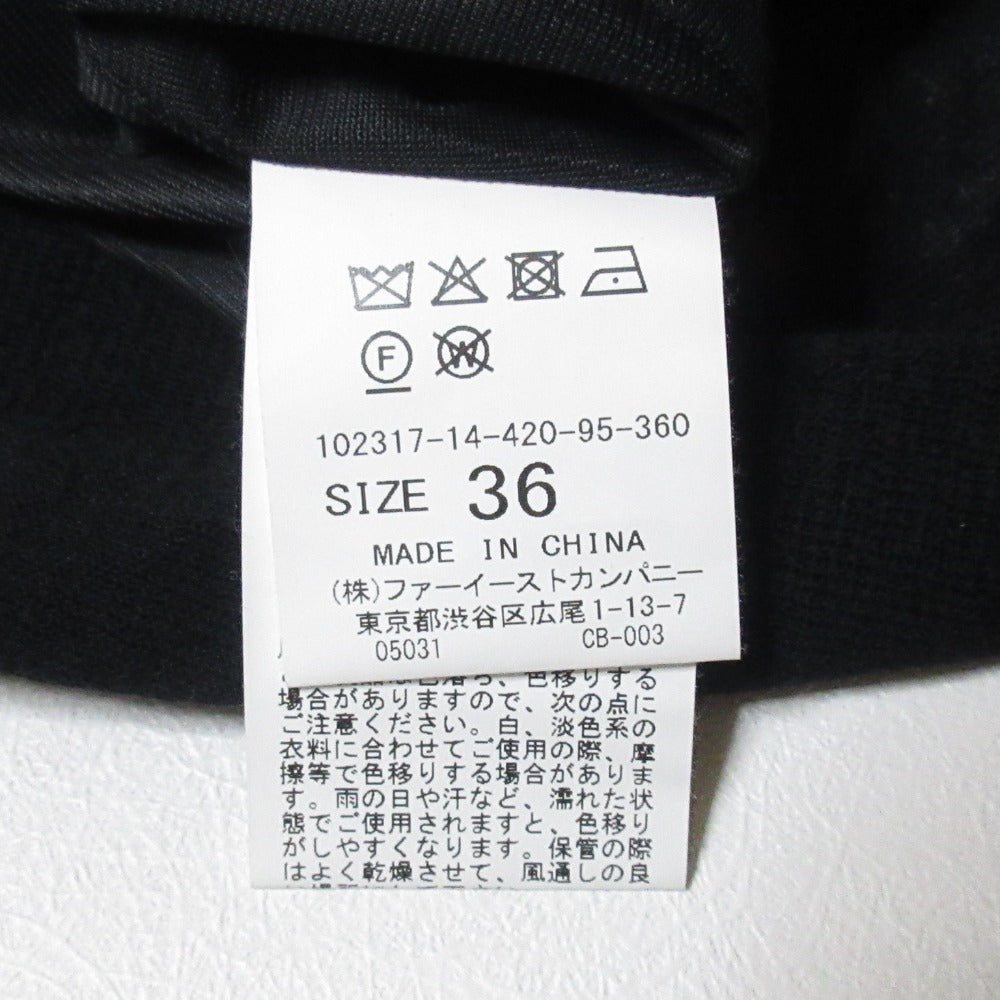 F W
102317-14-420-95-360
SIZE 36
MADE IN CHINA
(株)ファーイーストカンパニー
東京都渋谷区広尾1-13-7
05031 CB-003
色移りする
場合がありますので、次の点に
ご注意ください。白、淡色系の
衣料に合わせてご使用の際、摩
擦等で色移りする場合がありま
す。雨の日や汗など、濡れた状
態でご使用されますと、色移り
がしやすくなります。保管の際
はよく乾燥させて、風通しの良